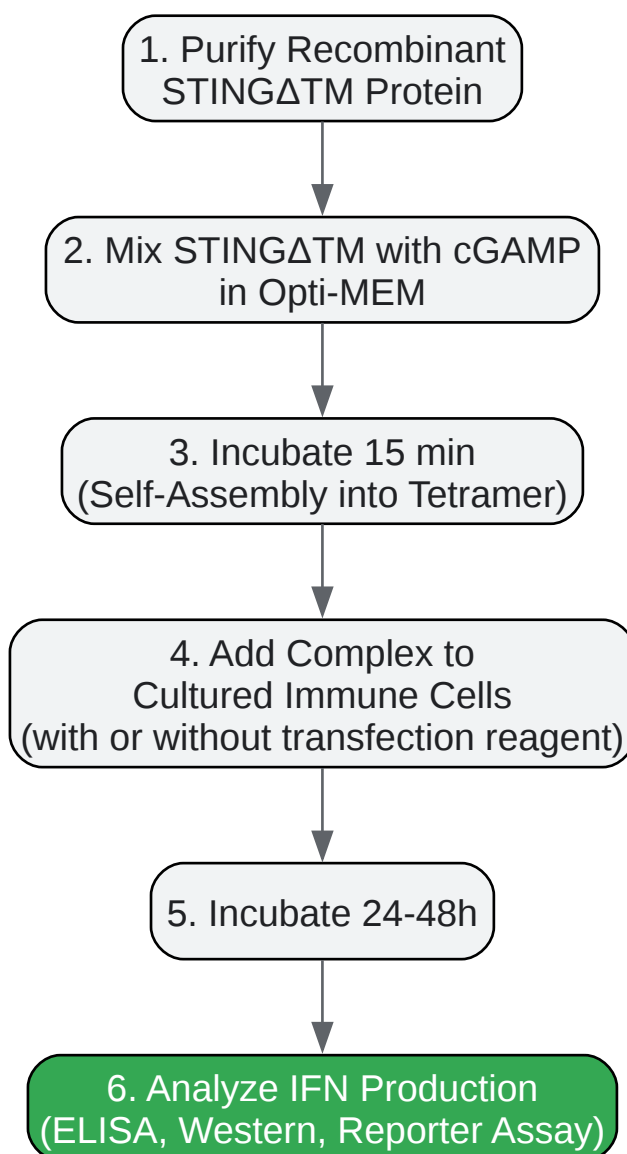 1. Purify Recombinant
STINGΔTM Protein
2. Mix STINGΔTM with cGAMP
in Opti-MEM
3. Incubate 15 min
(Self-Assembly into Tetramer)
4. Add Complex to
Cultured Immune Cells
(with or without transfection reagent)
5. Incubate 24-48h
6. Analyze IFN Production
(ELISA, Western, Reporter Assay)